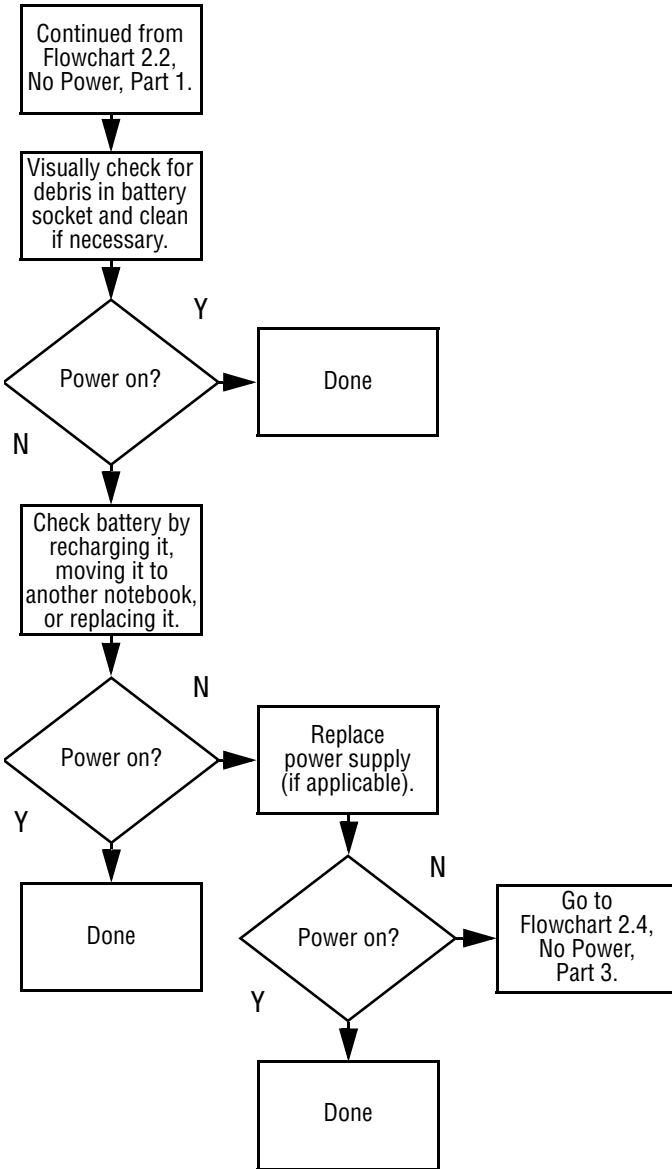 Continued from
Flowchart 2.2,
No Power, Part 1.
Visually check for
debris in battery
socket and clean
if necessary.
Y
Power on?
Done
N
Check battery by
recharging it,
moving it to
another notebook,
or replacing it.
N
Power on?
Replace
power supply
(if applicable).
Y
Done
N
Power on?
Go to
Flowchart 2.4,
No Power,
Part 3.
Y
Done